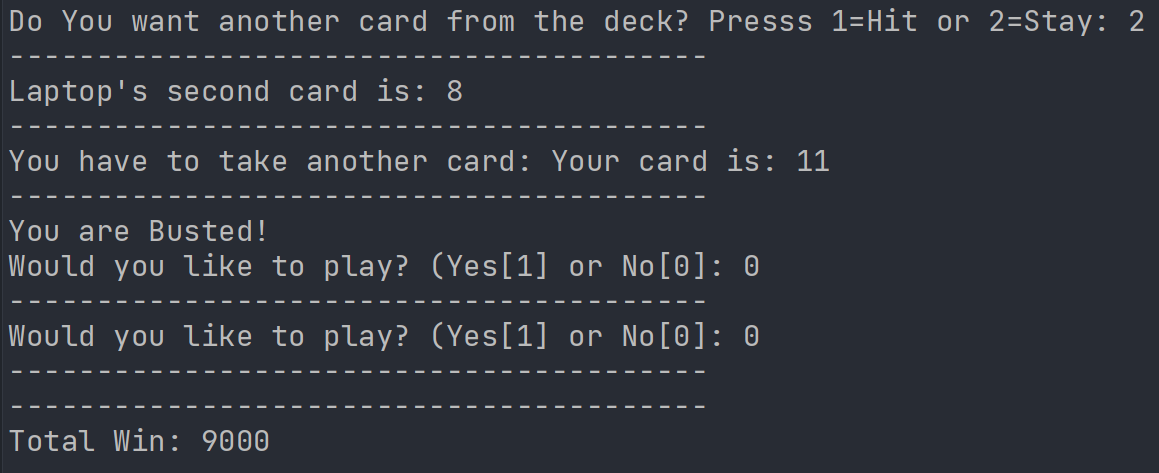 Do You want another card from the deck? Presss 1=Hit or 2=Stay: 2
----------------------------------------
Laptop's second card is: 8
----------------------------------------
You have to take another card: Your card is: 11
----------------------------------------
You are Busted!
Would you like to play? (Yes[1] or No[0]: 0
----------------------------------------
Would you like to play? (Yes[1] or No[0]: 0
----------------------------------------
----------------------------------------
Total Win: 9000